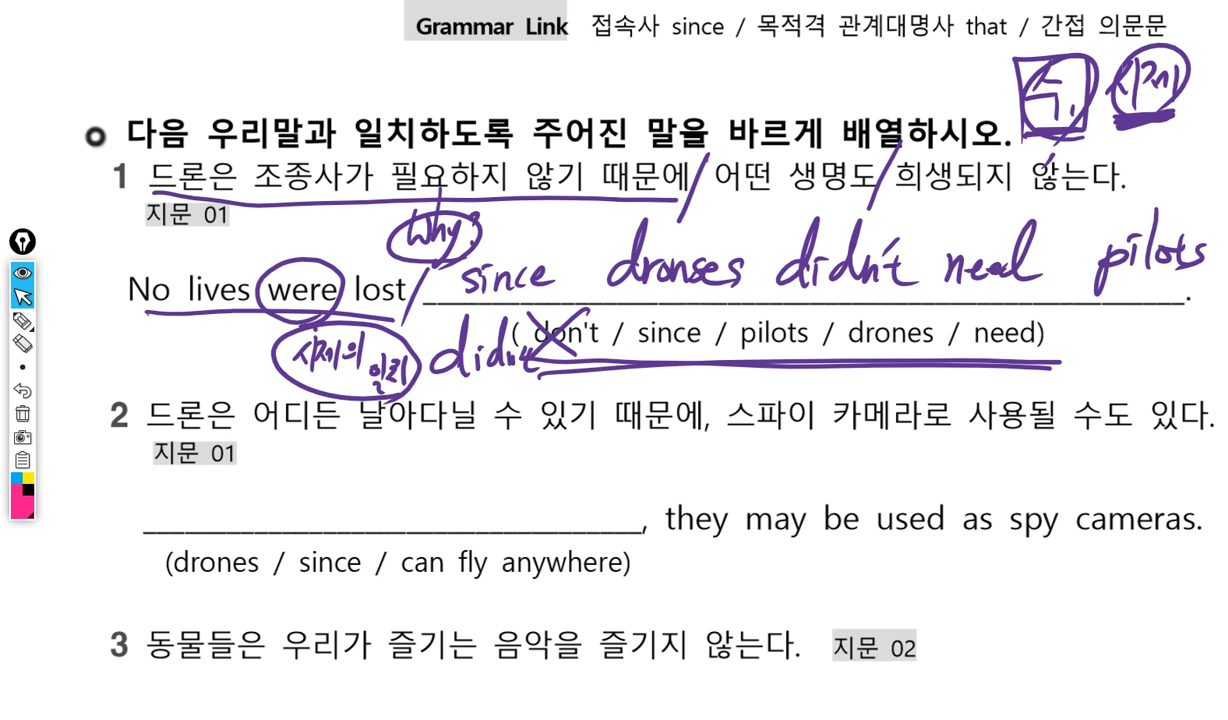 Grammar Link 접속사 since / 목적격 관계대명사 that / 간접 의문문
주 시제
다음 우리말과 일치하도록 주어진 말을 바르게 배열하시오.
1 드론은 조종사가 필요하지 않기 때문에/ 어떤 생명도/ 희생되지 않는다.
지문 01
why?
No lives were lost / since dronses didn't need pilots.
시제의 일치 didn't ( don't / since / pilots / drones / need)
2 드론은 어디든 날아다닐 수 있기 때문에, 스파이 카메라로 사용될 수도 있다.
지문 01
____, they may be used as spy cameras.
(drones / since / can fly anywhere)
3 동물들은 우리가 즐기는 음악을 즐기지 않는다. 지문 02